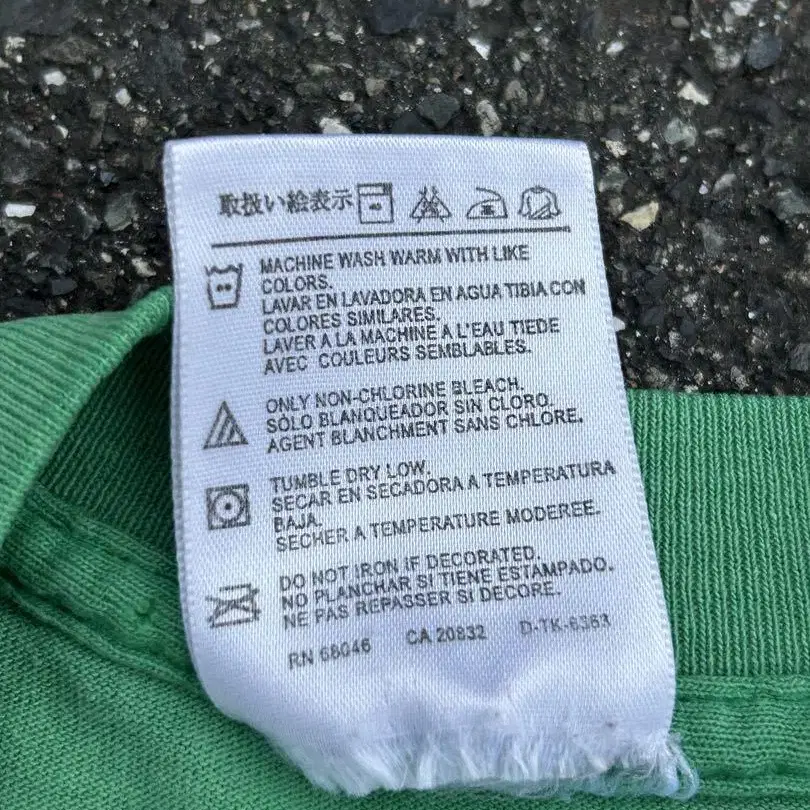 取扱い絵表示
MACHINE WASH WARM WITH LIKE
COLORS.
LAVAR EN LAVADORA EN AGUA TIBIA CON
COLORES SIMILARES.
LAVER A LA MACHINE A L'EAU TIEDE
AVEC COULEURS SEMBLABLES.
ONLY NON-CHLORINE BLEACH.
SÓLO BLANQUEADOR SIN CLORO.
AGENT BLANCHMENT SANS CHLORE.
TUMBLE DRY LOW.
SECAR EN SECADORA A TEMPERATURA
BAJA.
SECHER A TEMPERATURE MODEREE.
DO NOT IRON IF DECORATED.
NO PLANCHAR SI TIENE ESTAMPADO.
NE PAS REPASSER SI DECORE.
RN 68046 CA 20832 D-TK-6363